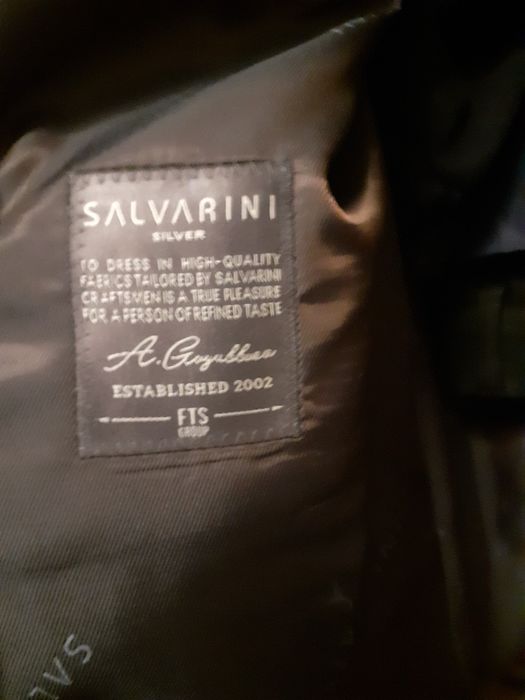 SALVARINI
SILVER
TO DRESS IN HIGH-QUALITY
FABRICS TAILORED BY SALVARINI
CRAFTSMEN IS A TRUE PLEASURE
FOR A PERSON OF REFINED TASTE
A.
ESTABLISHED 2002
FTS
GROUP
SAL